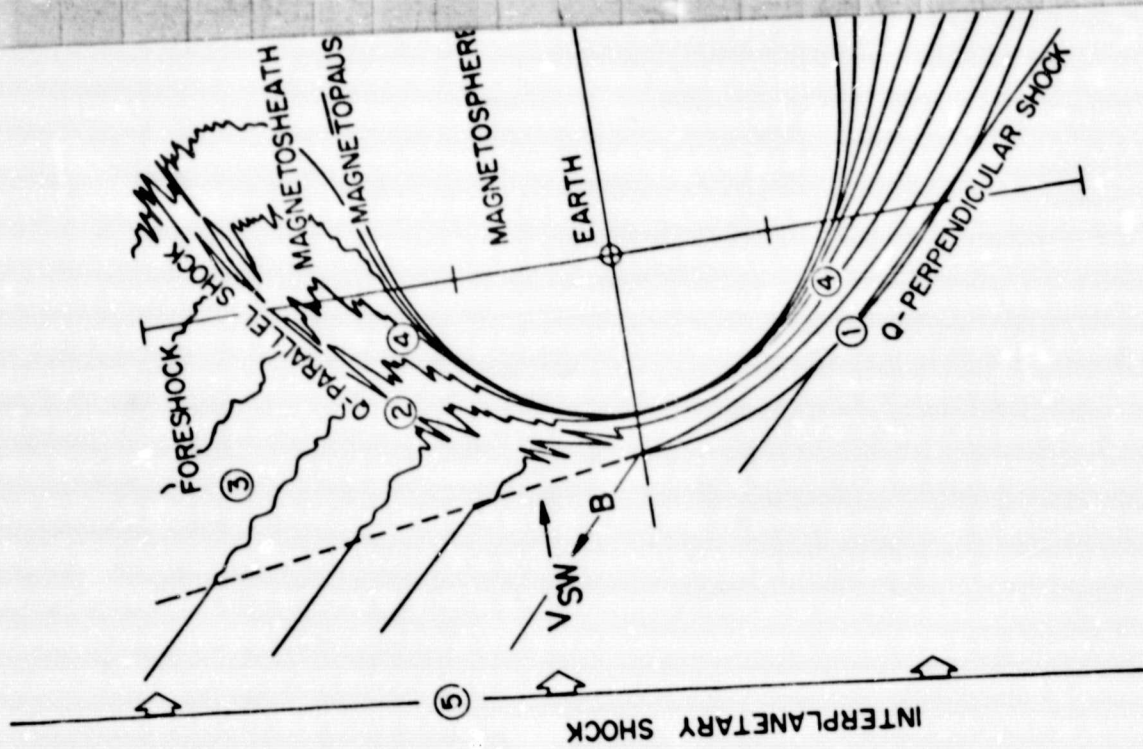 FORESHOCK
③
SHOCK
Q-PARALLEL
②
④
MAGNETOSHEATH
MAGNETOPAUS
MAGNETOSPHERE
EARTH
④
①
Q-PERPENDICULAR SHOCK
VSW
B
⑤
INTERPLANETARY SHOCK